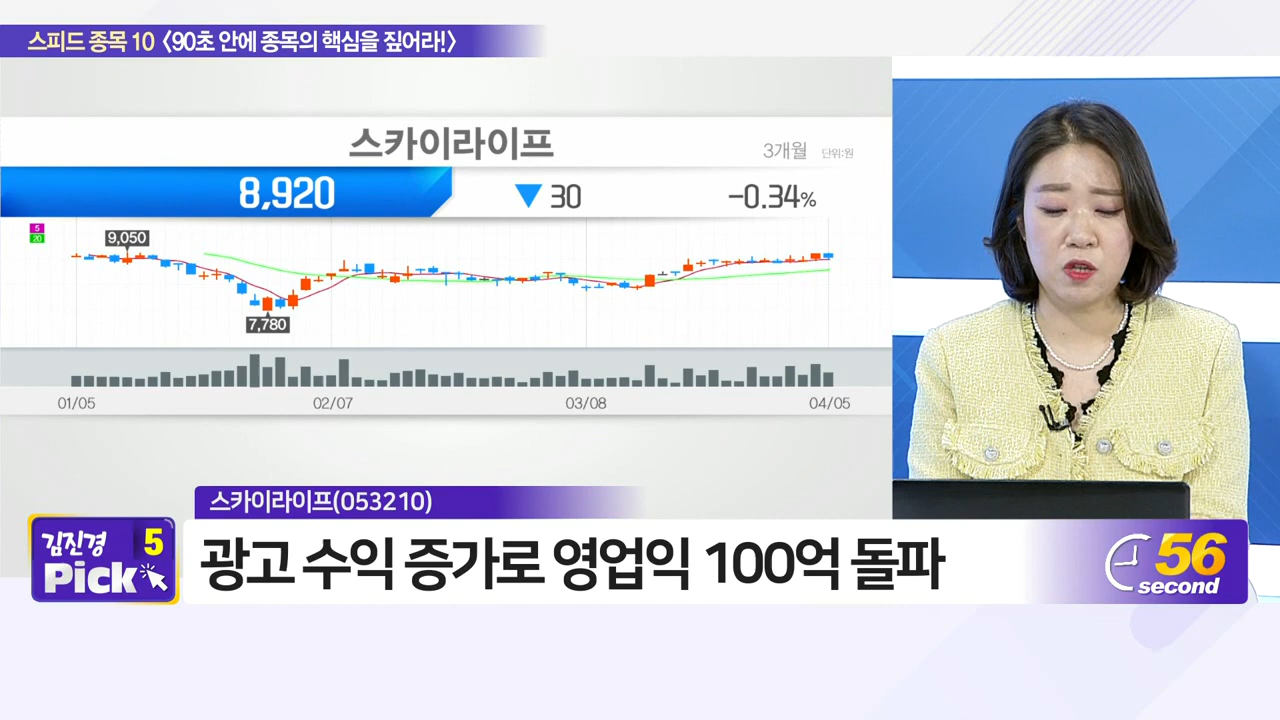 스피드 종목 10 〈90초 안에 종목의 핵심을 짚어라!〉
스카이라이프
3개월 단위:원
8,920 ▼ 30 -0.34%
5
20
9,050
7,780
01/05 02/07 03/08 04/05
스카이라이프(053210)
김진경 5
Pick
광고 수익 증가로 영업익 100억 돌파
56
second